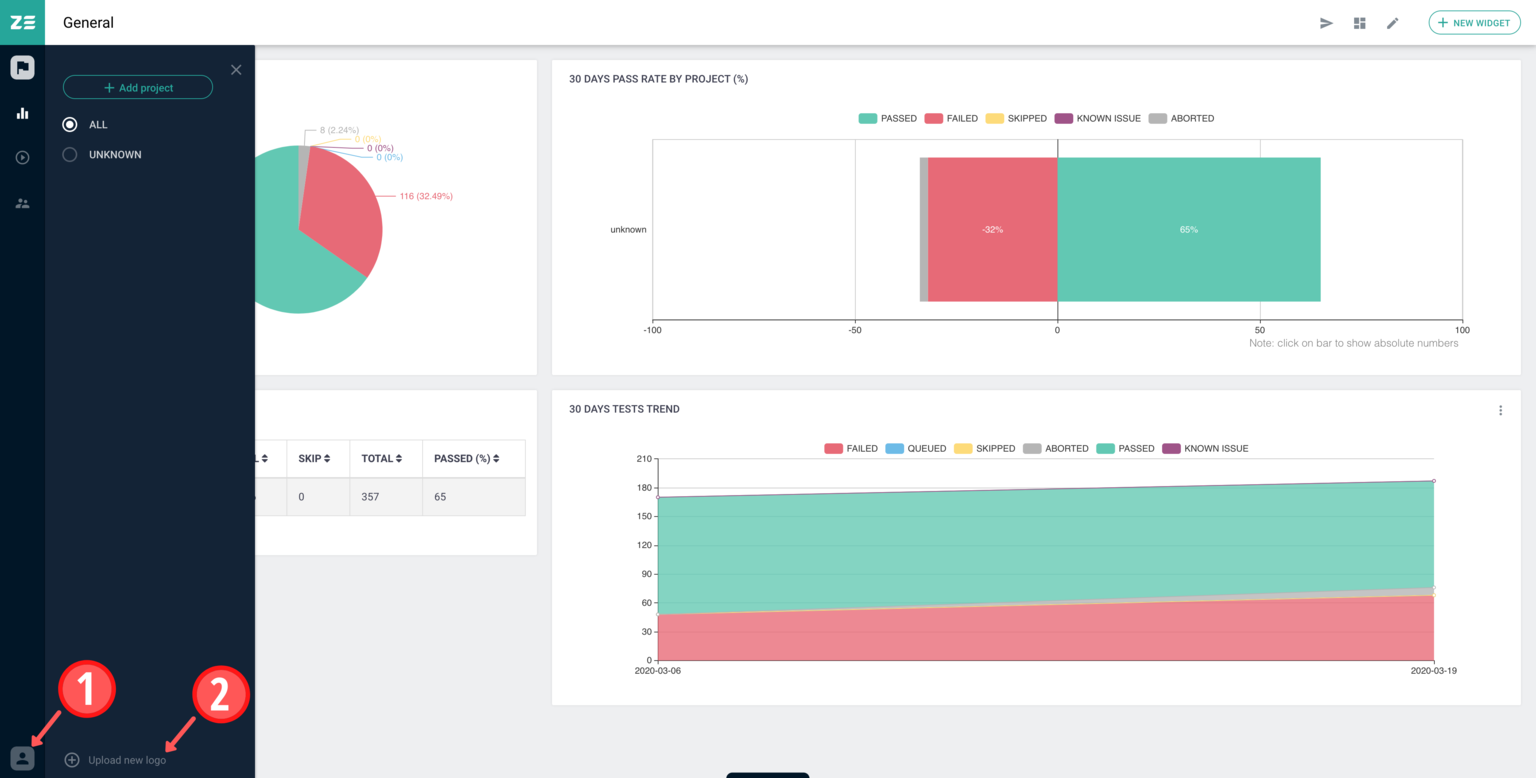 ZE General
NEW WIDGET
Add project
ALL
UNKNOWN
8 (2.24%)
0 (0%)
0 (0%)
0 (0%)
116 (32.49%)
30 DAYS PASS RATE BY PROJECT (%)
PASSED FAILED SKIPPED KNOWN ISSUE ABORTED
unknown -32% 65%
-100 -50 0 50 100
Note: click on bar to show absolute numbers
SKIP TOTAL PASSED (%)
0 357 65
30 DAYS TESTS TREND
FAILED QUEUED SKIPPED ABORTED PASSED KNOWN ISSUE
210
180
150
120
90
60
30
0
2020-03-06 2020-03-19
1 2
Upload new logo